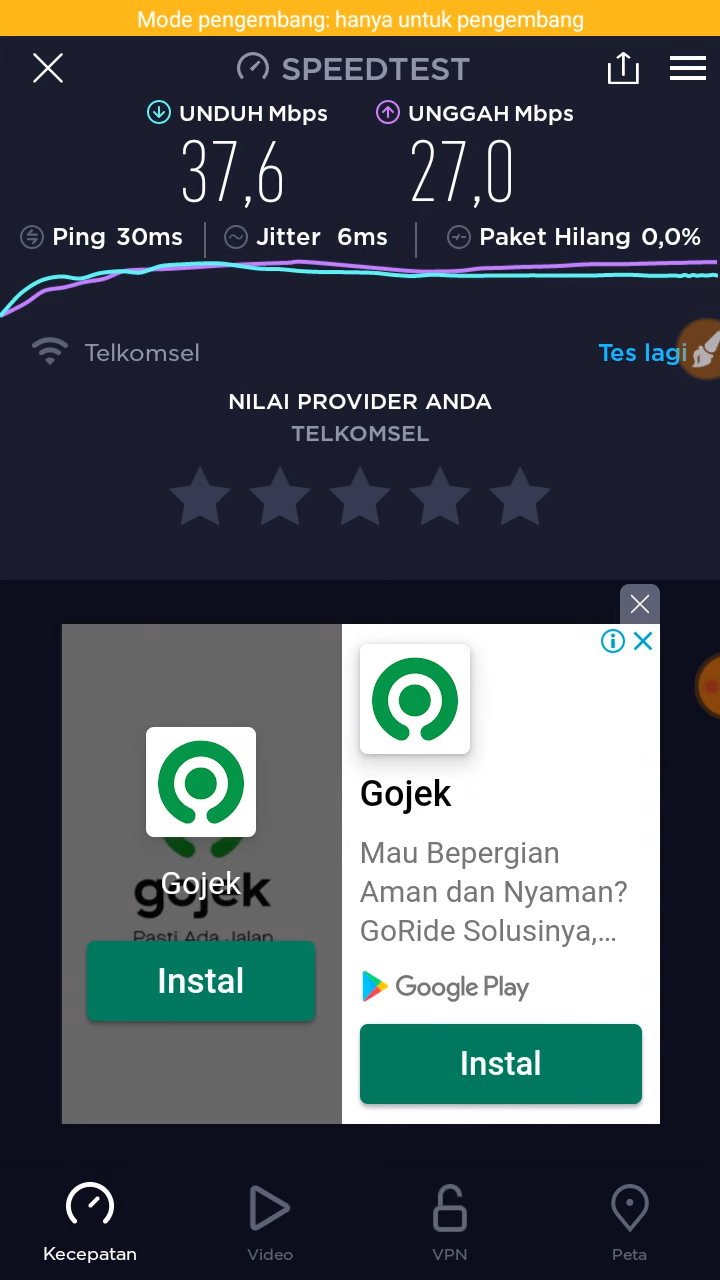 Mode pengembang: hanya untuk pengembang
SPEEDTEST
UNDUH Mbps
UNGGAH Mbps
37,6
27,0
Ping 30ms
Jitter 6ms
Paket Hilang 0,0%
Telkomsel
Tes lagi
NILAI PROVIDER ANDA
TELKOMSEL
Gojek
gojek
Pasti Ada Jalan
Instal
Gojek
Mau Bepergian
Aman dan Nyaman?
GoRide Solusinya,...
Google Play
Instal
Kecepatan
Video
VPN
Peta